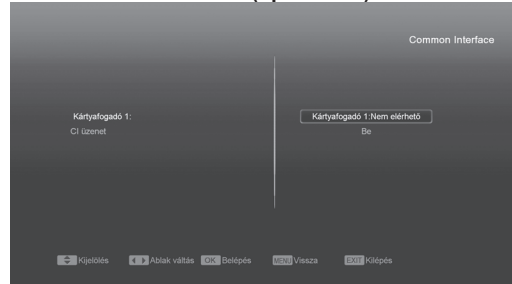 Common Interface
Kártyafogadó 1: Kártyafogadó 1:Nem elérhető
CI üzenet Be
Kijelölés Ablak váltás OK Belépés MENU Vissza EXIT Kilépés